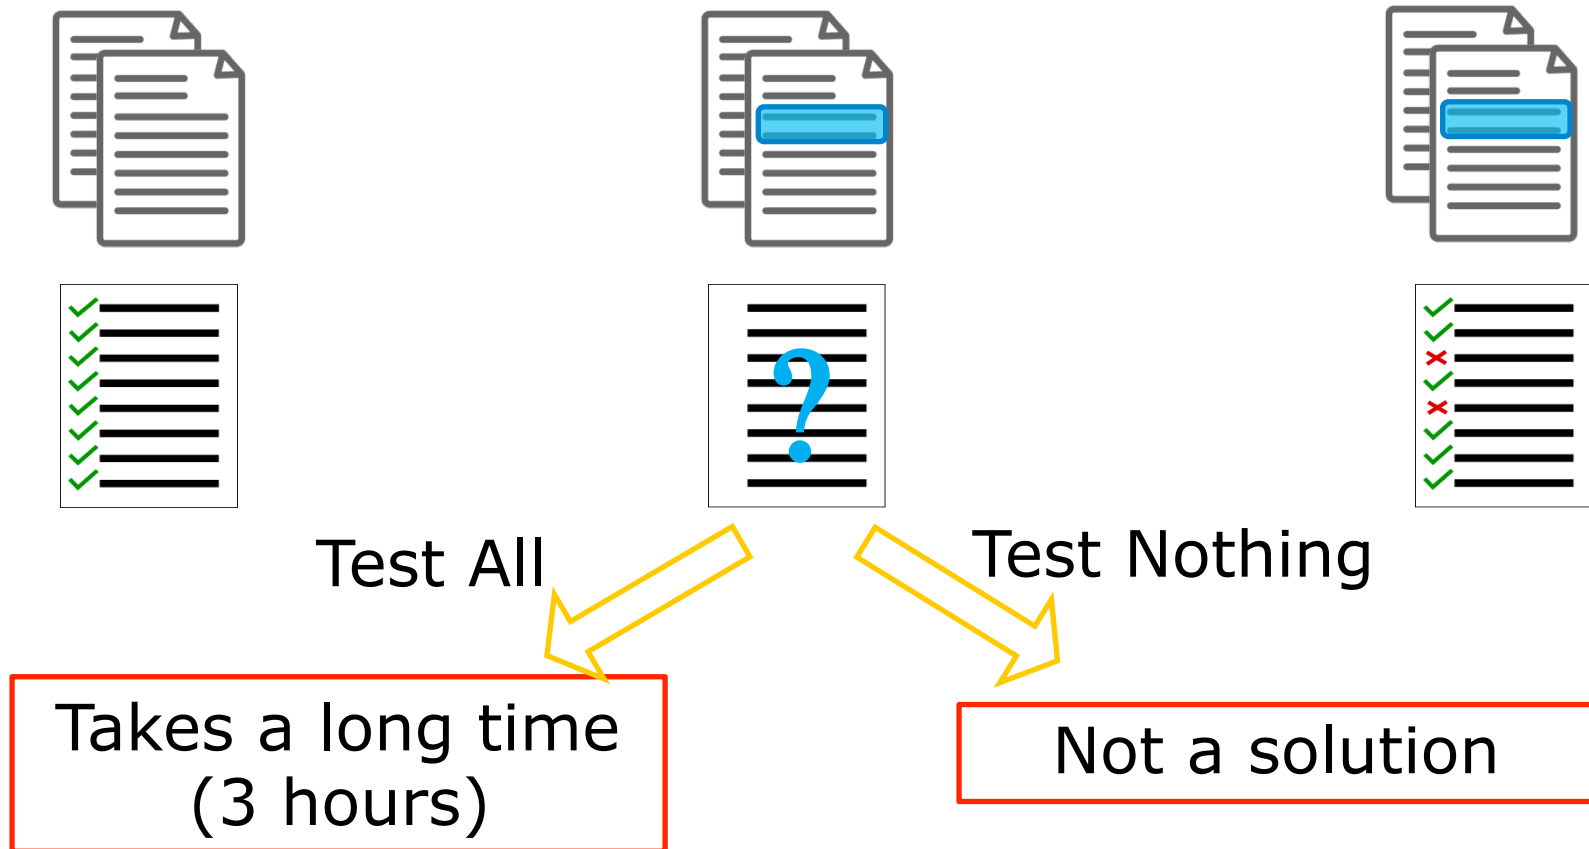 ?
Test All
Test Nothing
Takes a long time
(3 hours)
Not a solution